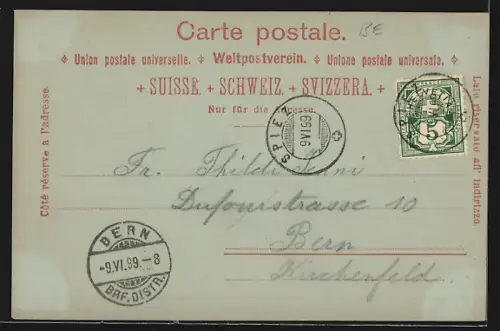 Carte postale.
BE
Union postale universelle. Weltpostverein. Unione postale universale.
SUISSE. SCHWEIZ. SVIZZERA.
Nur für die Adresse.
Côté réservé à l'adresse.
Lato riservato all' indirizzo.
SPIEZ
9 VI 99
HELVETIA
Fr. Thildi
Dufourstrasse 10
Bern
Kirchenfeld.
BERN
-9.VI.99.-8
BRF. DISTR.